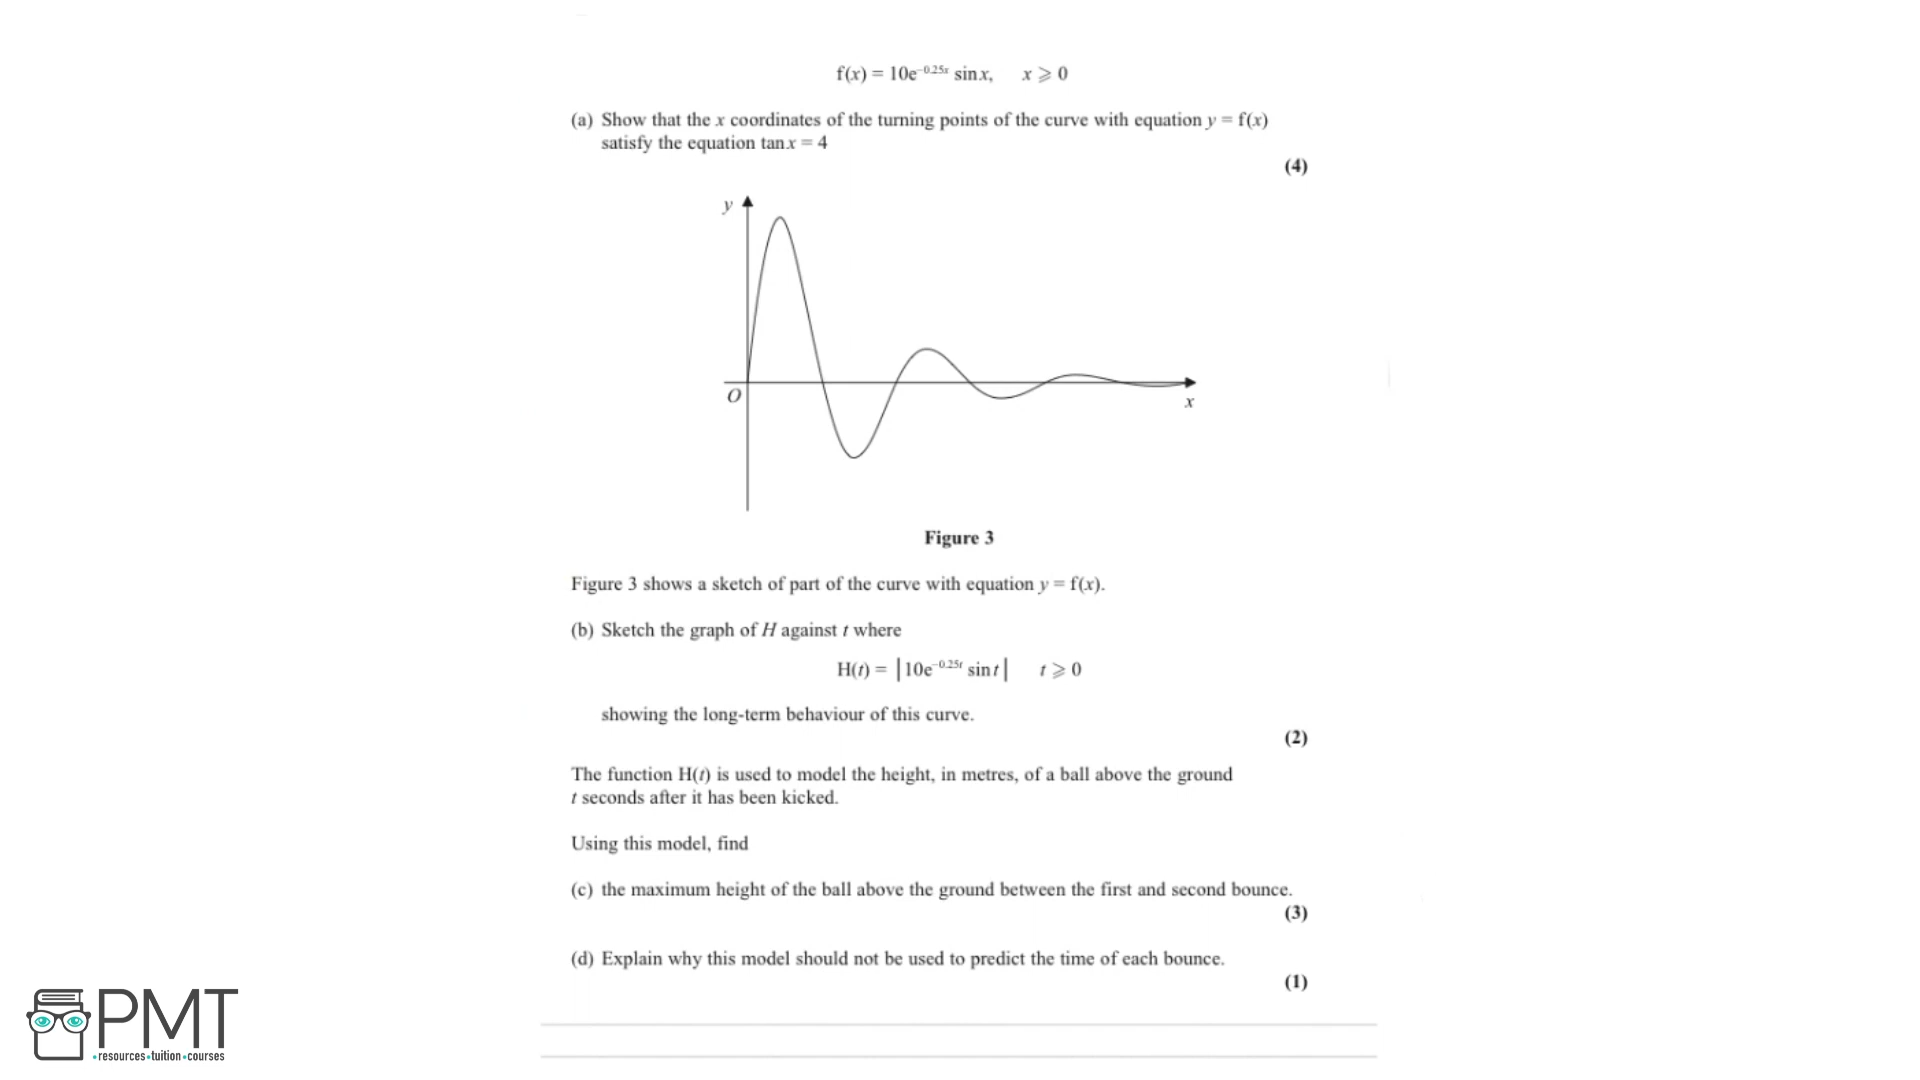 f(x) = 10e^−0.25x sin x,    x ⩾ 0
(a) Show that the x coordinates of the turning points of the curve with equation y = f(x)
satisfy the equation tan x = 4
(4)
y
O
x
Figure 3
Figure 3 shows a sketch of part of the curve with equation y = f(x).
(b) Sketch the graph of H against t where
H(t) = |10e^−0.25t sin t|    t ⩾ 0
showing the long-term behaviour of this curve.
(2)
The function H(t) is used to model the height, in metres, of a ball above the ground
t seconds after it has been kicked.
Using this model, find
(c) the maximum height of the ball above the ground between the first and second bounce.
(3)
(d) Explain why this model should not be used to predict the time of each bounce.
(1)
PMT
•resources•tuition•courses